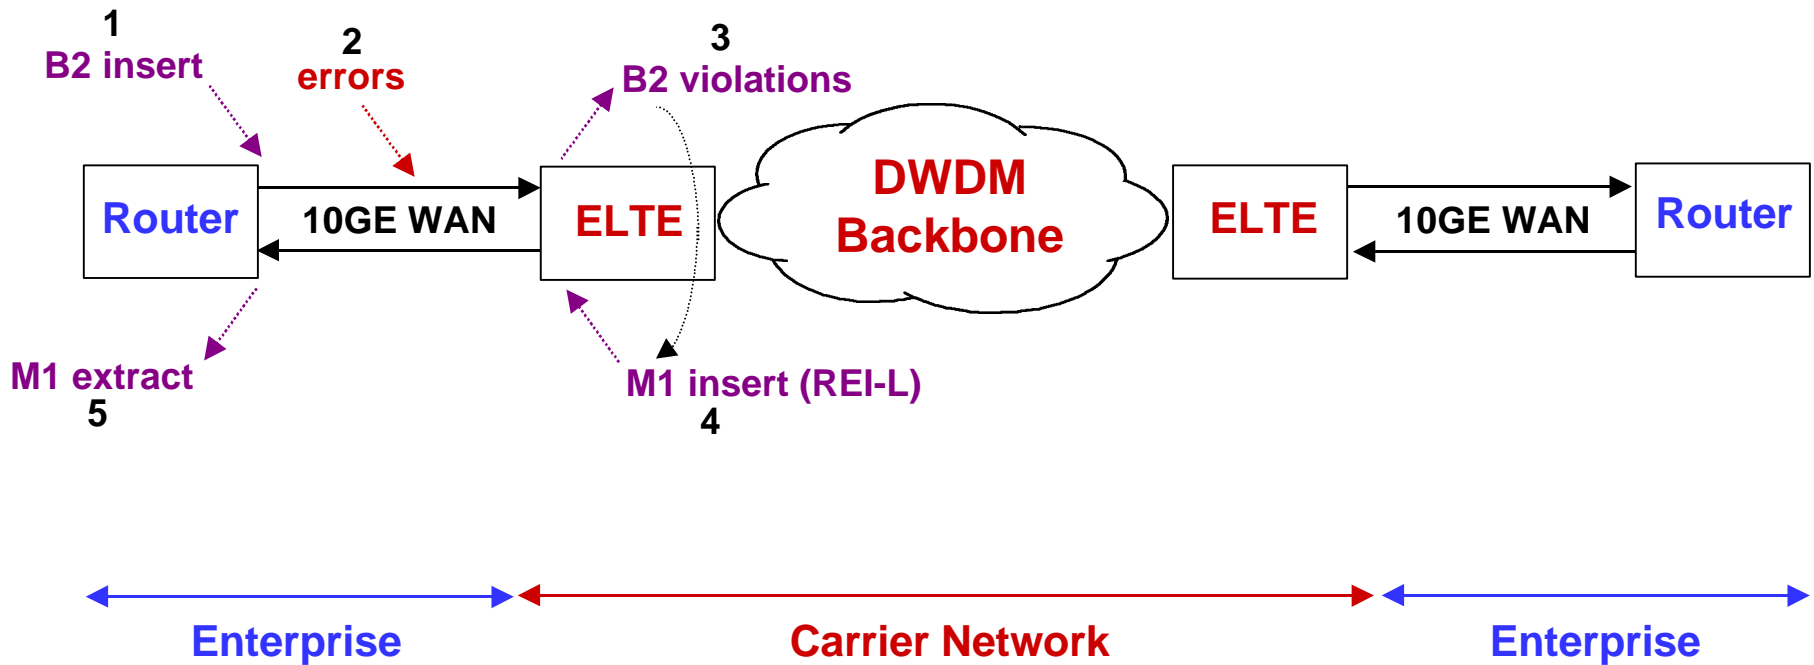 1
B2 insert
2
errors
3
B2 violations
Router
10GE WAN
ELTE
DWDM
Backbone
ELTE
10GE WAN
Router
M1 extract
5
M1 insert (REI-L)
4
Enterprise
Carrier Network
Enterprise